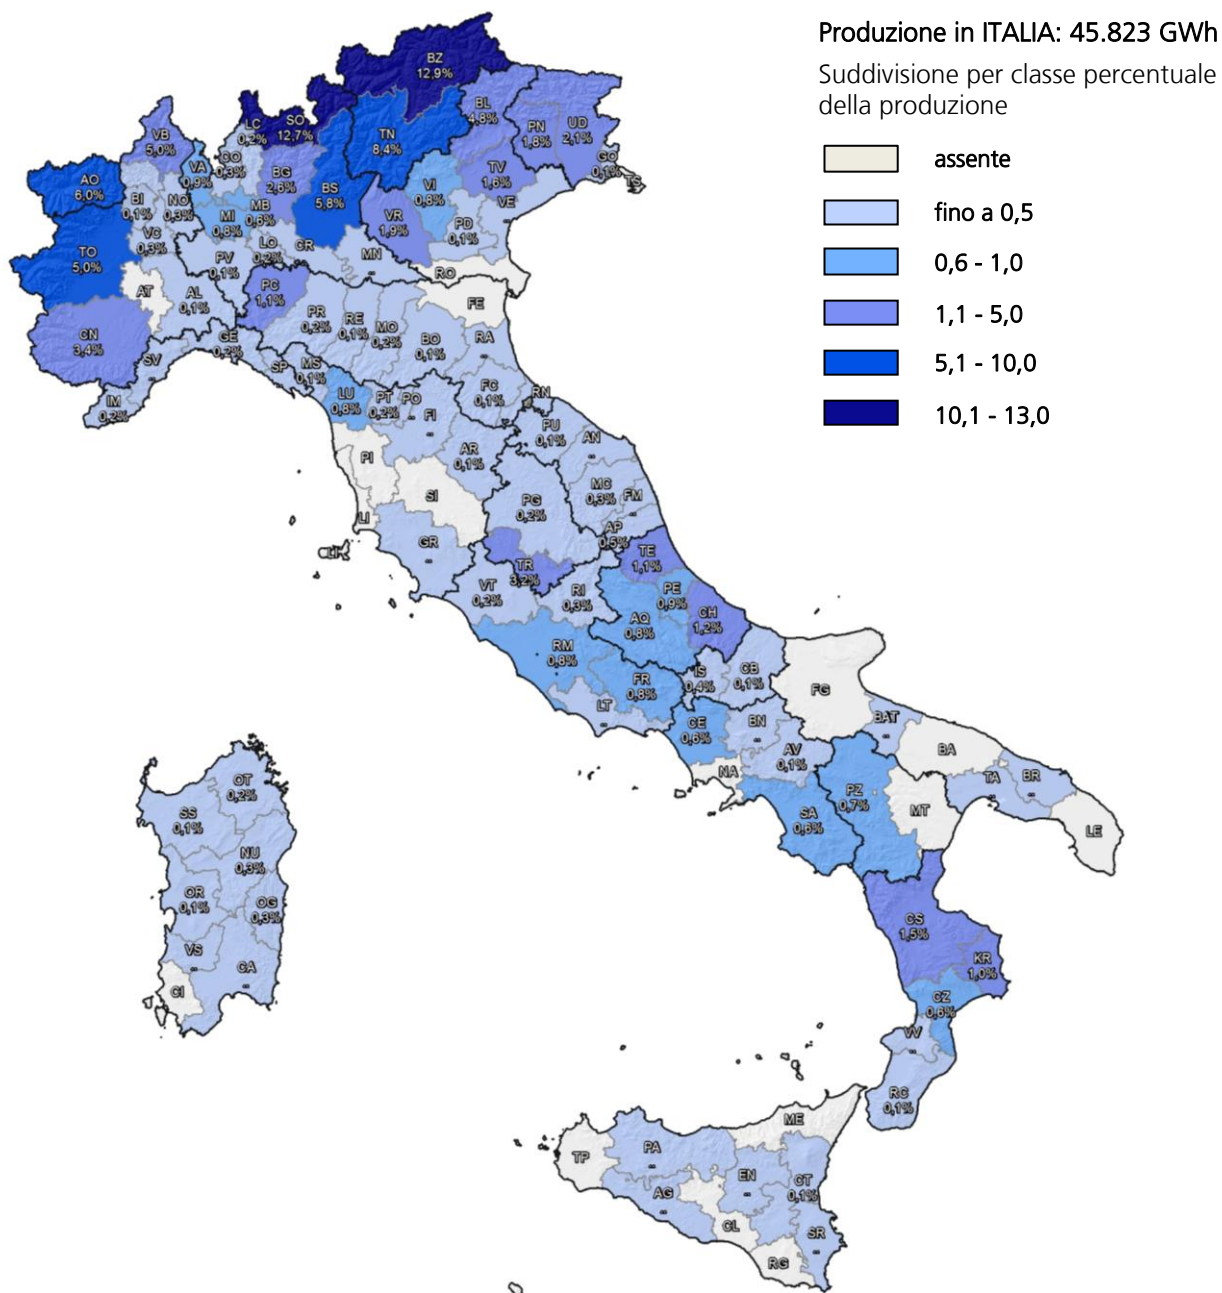 Produzione in ITALIA: 45.823 GWh
Suddivisione per classe percentuale
della produzione
assente
fino a 0,5
0,6 - 1,0
1,1 - 5,0
5,1 - 10,0
10,1 - 13,0
BZ
12,9%
LC
0,2%
SO
12,7%
TN
8,4%
BL
4,8%
PN
1,8%
UD
2,1%
GO
0,1%
TS
VB
5,0%
VA
0,9%
CO
0,3%
BG
2,6%
BS
5,8%
VI
0,8%
TV
1,6%
VE
--
AO
6,0%
BI
0,1%
NO
0,3%
MI
0,8%
MB
0,6%
VR
1,9%
PD
0,1%
TO
5,0%
VC
0,3%
PV
0,1%
LO
0,2%
CR
MN
--
RO
AT
AL
0,1%
PC
1,1%
FE
CN
3,4%
PR
0,2%
RE
0,1%
MO
0,2%
BO
0,1%
RA
--
SV
--
GE
0,2%
SP
MS
0,1%
IM
0,2%
LU
0,8%
PT
0,2%
PO
--
FI
--
FC
0,1%
RN
PU
0,1%
AN
--
PI
AR
0,1%
MC
0,3%
FM
--
LI
SI
PG
0,2%
AP
0,5%
GR
--
TR
3,2%
TE
1,1%
VT
0,2%
RI
0,3%
PE
0,9%
AQ
0,8%
CH
1,2%
RM
0,8%
FR
0,8%
IS
0,4%
CB
0,1%
FG
LT
--
CE
0,6%
BN
--
BAT
--
BA
NA
AV
0,1%
PZ
0,7%
MT
TA
--
BR
--
LE
SA
0,6%
OT
0,2%
SS
0,1%
NU
0,3%
OR
0,1%
OG
0,3%
VS
--
CA
--
CI
CS
1,5%
KR
1,0%
CZ
0,6%
VV
--
RC
0,1%
ME
TP
PA
--
EN
--
CT
0,1%
AG
--
CL
SR
--
RG